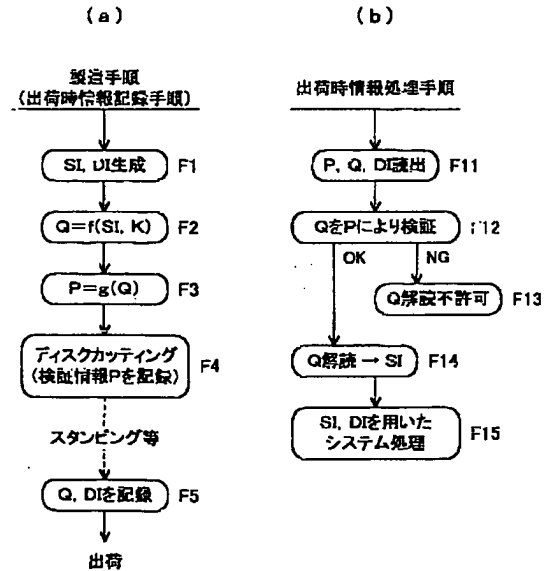 (a)
製造手順
(出荷時情報記録手順)
SI, DI生成 F1
Q=f(SI, K) F2
P=g(Q) F3
ディスクカッティング
(検証情報Pを記録) F4
スタンピング等
Q, DIを記録 F5
出荷
(b)
出荷時情報処理手順
P, Q, DI読出 F11
QをPにより検証 F12
OK NG
Q解読不許可 F13
Q解読 → SI F14
SI, DIを用いた
システム処理 F15